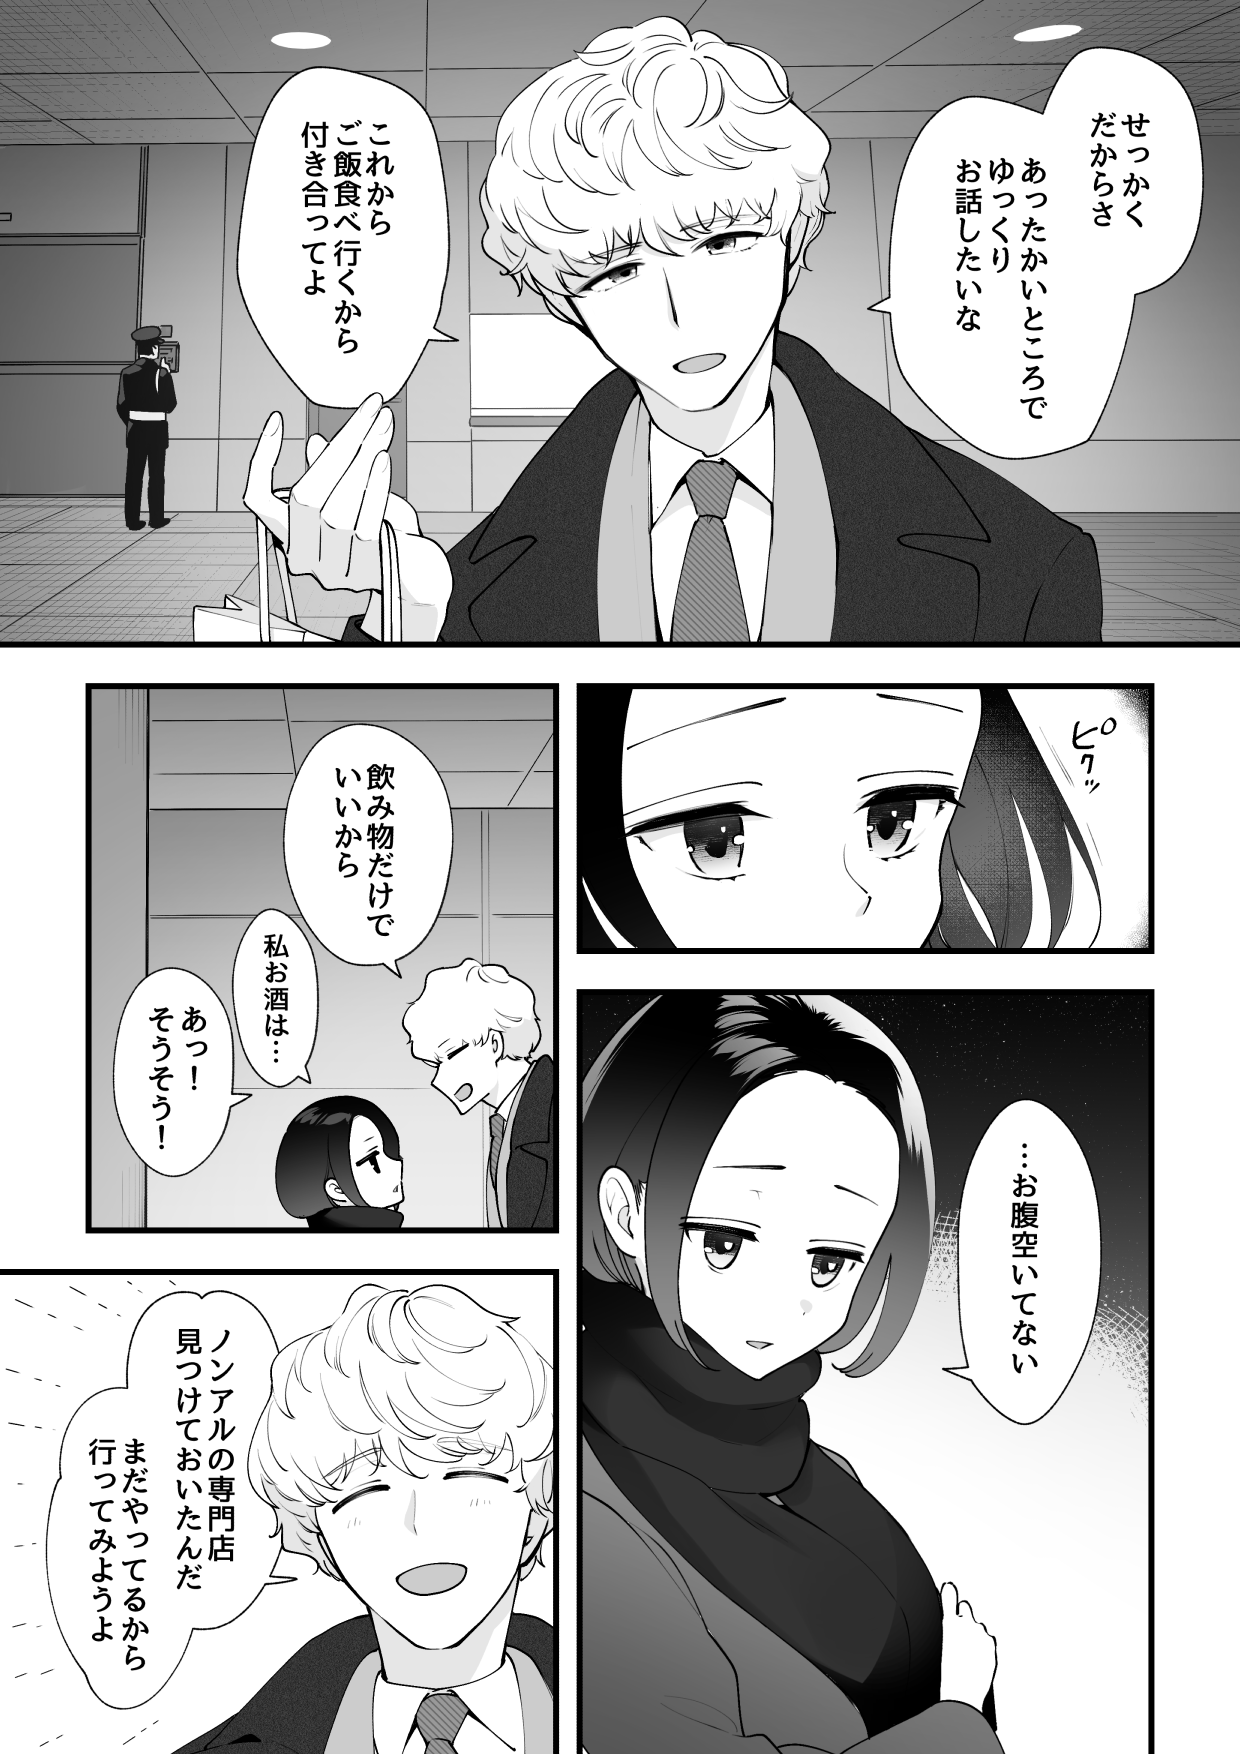 せっかく
だからさ
あったかいところで
ゆっくり
お話したいな
これから
ご飯食べ行くから
付き合ってよ
ピクッ
…お腹空いてない
飲み物だけで
いいから
私お酒は…
あっ！
そうそう！
ノンアルの専門店
見つけておいたんだ
まだやってるから
行ってみようよ